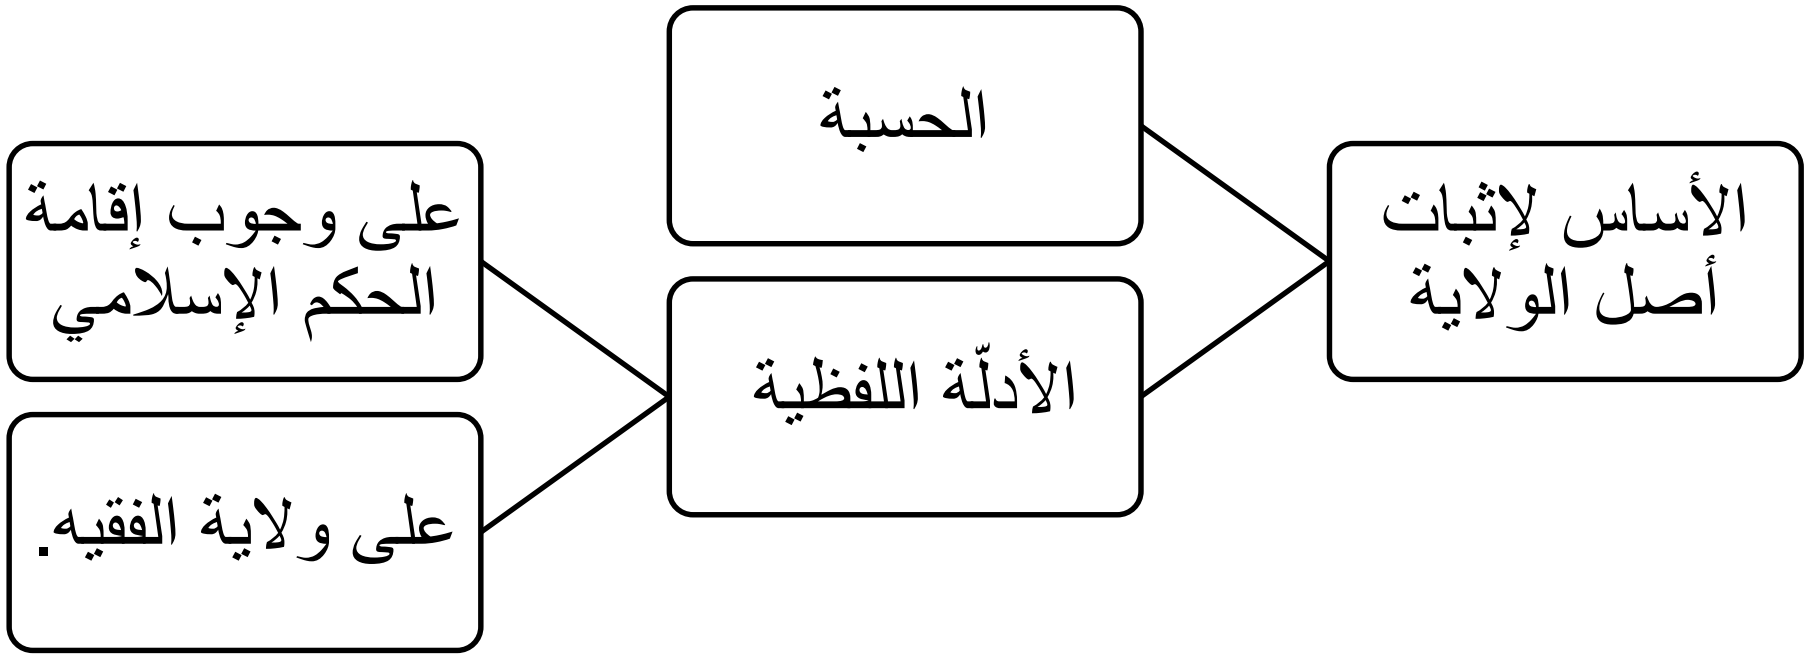 الأساس لإثبات
أصل الولاية
الحسبة
الأدلّة اللفظية
على وجوب إقامة
الحكم الإسلامي
على ولاية الفقيه.